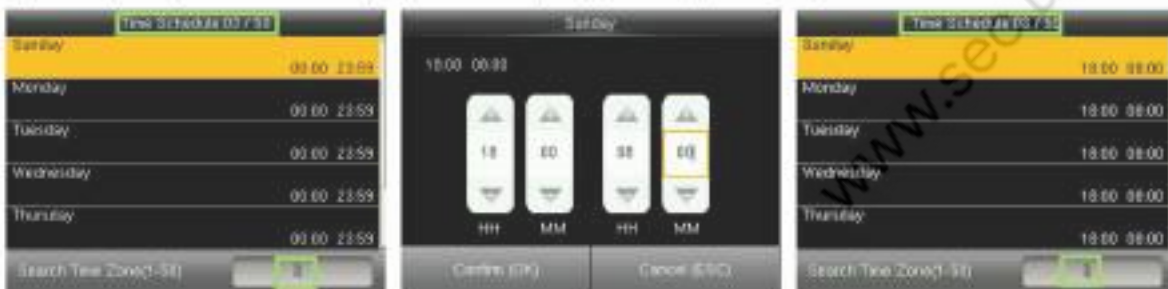 Time Schedule 03 / 50
Sunday
00:00 23:59
Monday
00:00 23:59
Tuesday
00:00 23:59
Wednesday
00:00 23:59
Thursday
00:00 23:59
Search Time Zone(1-50)
3
Sunday
18:00 08:00
18
00
08
00
HH
MM
HH
MM
Confirm (OK)
Cancel (ESC)
Time Schedule 03 / 50
Sunday
18:00 08:00
Monday
18:00 08:00
Tuesday
18:00 08:00
Wednesday
18:00 08:00
Thursday
18:00 08:00
Search Time Zone(1-50)
3